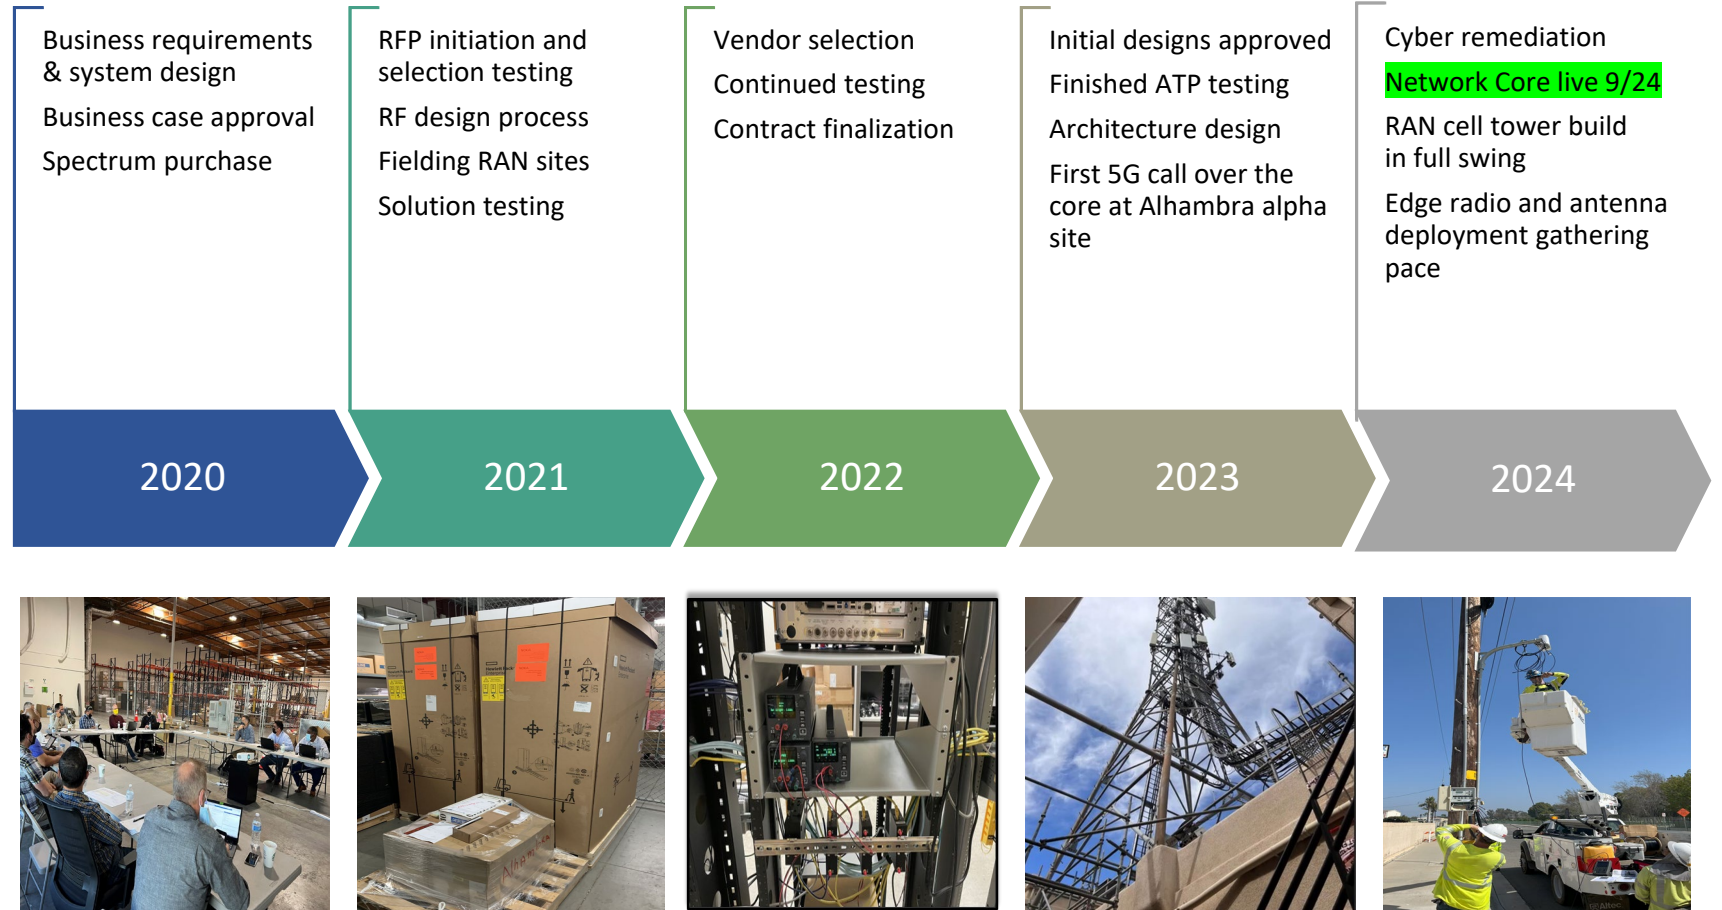 Business requirements
& system design
Business case approval
Spectrum purchase
RFP initiation and
selection testing
RF design process
Fielding RAN sites
Solution testing
Vendor selection
Continued testing
Contract finalization
Initial designs approved
Finished ATP testing
Architecture design
First 5G call over the
core at Alhambra alpha
site
Cyber remediation
Network Core live 9/24
RAN cell tower build
in full swing
Edge radio and antenna
deployment gathering
pace
2020
2021
2022
2023
2024
Altec